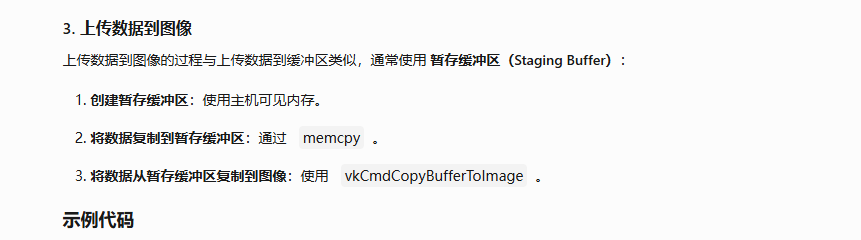 3. 上传数据到图像
上传数据到图像的过程与上传数据到缓冲区类似，通常使用 暂存缓冲区（Staging Buffer）：
1. 创建暂存缓冲区：使用主机可见内存。
2. 将数据复制到暂存缓冲区：通过 memcpy 。
3. 将数据从暂存缓冲区复制到图像：使用 vkCmdCopyBufferToImage 。
示例代码